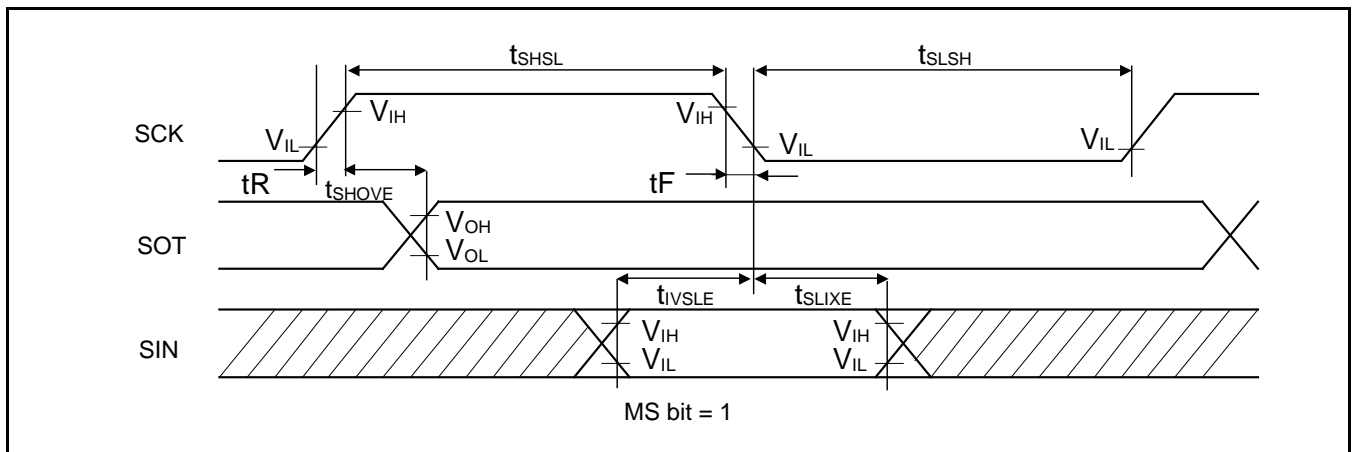 tSHSL
tSLSH
SCK
VIH
VIH
VIL
VIL
VIL
tR
tSHOVE
tF
SOT
VOH
VOL
tIVSLE
tSLIXE
SIN
VIH
VIH
VIL
VIL
MS bit = 1